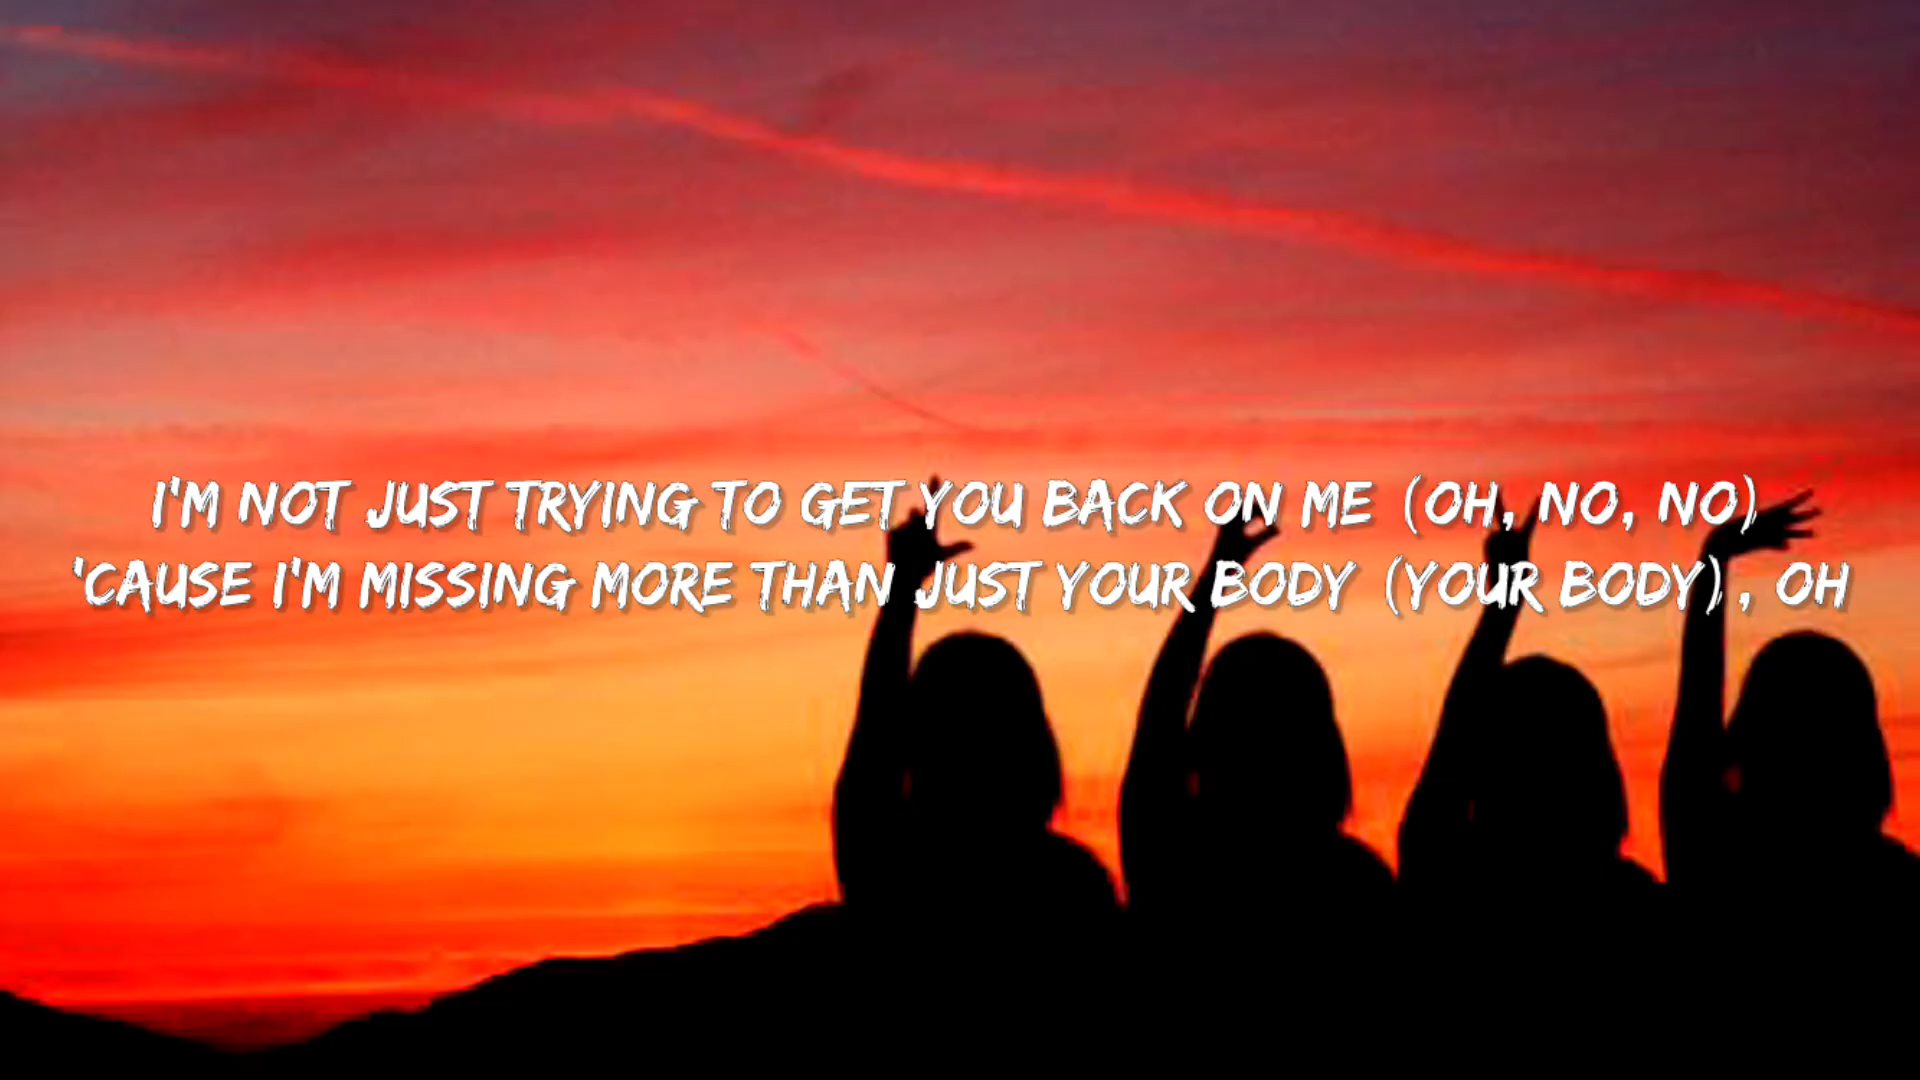 I'M NOT JUST TRYING TO GET YOU BACK ON ME (OH, NO, NO)
'CAUSE I'M MISSING MORE THAN JUST YOUR BODY (YOUR BODY), OH